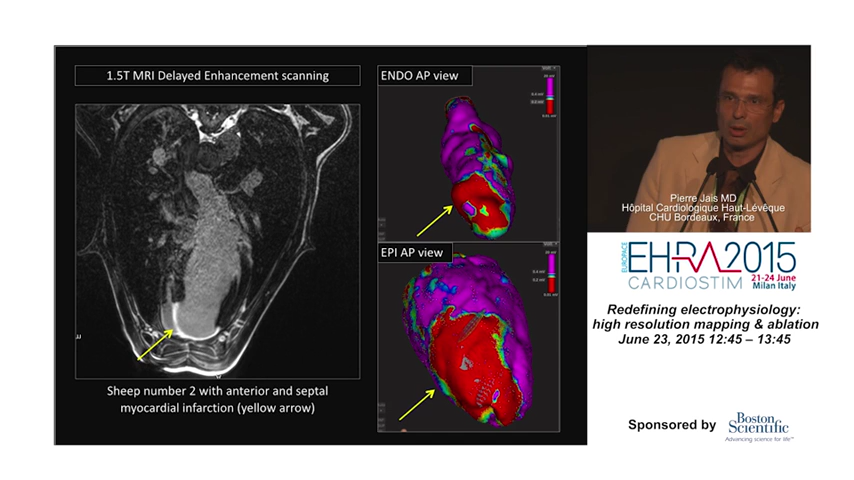 1.5T MRI Delayed Enhancement scanning
Sheep number 2 with anterior and septal
myocardial infarction (yellow arrow)
ENDO AP view
EPI AP view
Pierre Jais MD
Hôpital Cardiologique Haut-Lévêque
CHU Bordeaux, France
EUROPACE
EHRA2015
CARDIOSTIM
21-24 June
Milan Italy
Redefining electrophysiology:
high resolution mapping & ablation
June 23, 2015 12:45 – 13:45
Sponsored by
Boston
Scientific
Advancing science for life™